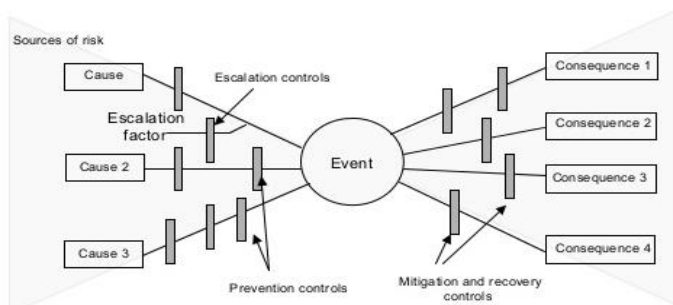 Sources of risk
Cause
Escalation controls
Escalation
factor
Cause 2
Cause 3
Prevention controls
Event
Consequence 1
Consequence 2
Consequence 3
Consequence 4
Mitigation and recovery
controls